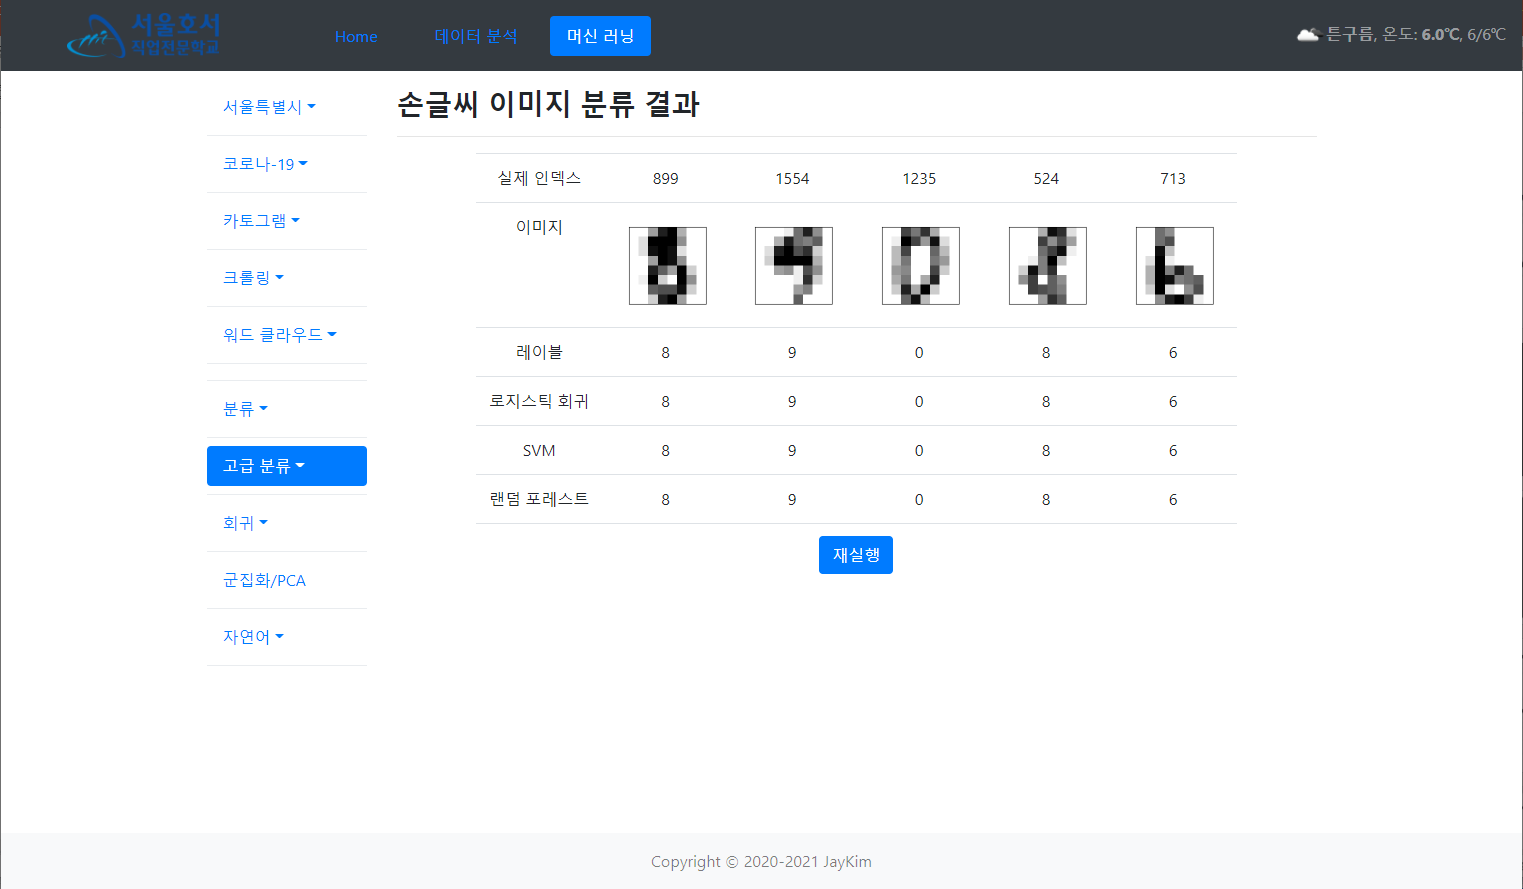 서울호서
직업전문학교
Home 데이터 분석 머신 러닝 튼구름, 온도: 6.0℃, 6/6℃
서울특별시
코로나-19
카토그램
크롤링
워드 클라우드
분류
고급 분류
회귀
군집화/PCA
자연어
손글씨 이미지 분류 결과
실제 인덱스 899 1554 1235 524 713
이미지
레이블 8 9 0 8 6
로지스틱 회귀 8 9 0 8 6
SVM 8 9 0 8 6
랜덤 포레스트 8 9 0 8 6
재실행
Copyright © 2020-2021 JayKim